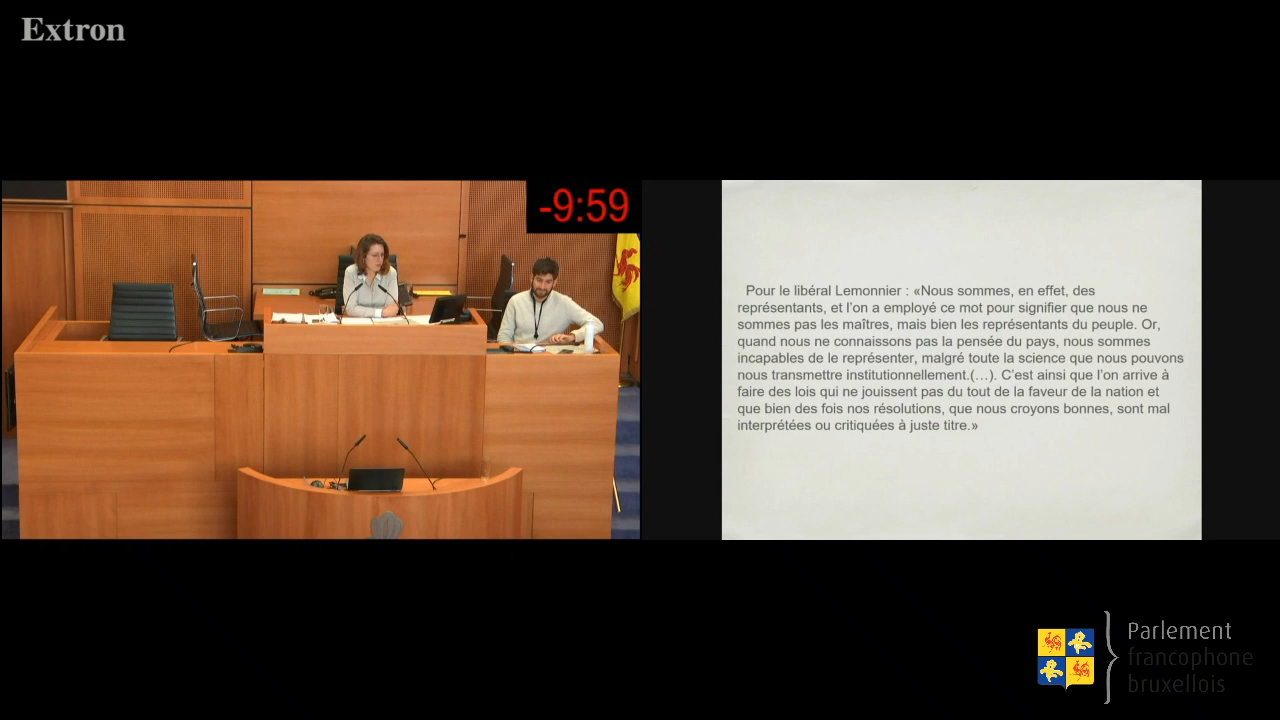 Extron
-9:59
Pour le libéral Lemonnier : «Nous sommes, en effet, des
représentants, et l'on a employé ce mot pour signifier que nous ne
sommes pas les maîtres, mais bien les représentants du peuple. Or,
quand nous ne connaissons pas la pensée du pays, nous sommes
incapables de le représenter, malgré toute la science que nous pouvons
nous transmettre institutionnellement.(…). C'est ainsi que l'on arrive à
faire des lois qui ne jouissent pas du tout de la faveur de la nation et
que bien des fois nos résolutions, que nous croyons bonnes, sont mal
interprétées ou critiquées à juste titre.»
Parlement
francophone
bruxellois